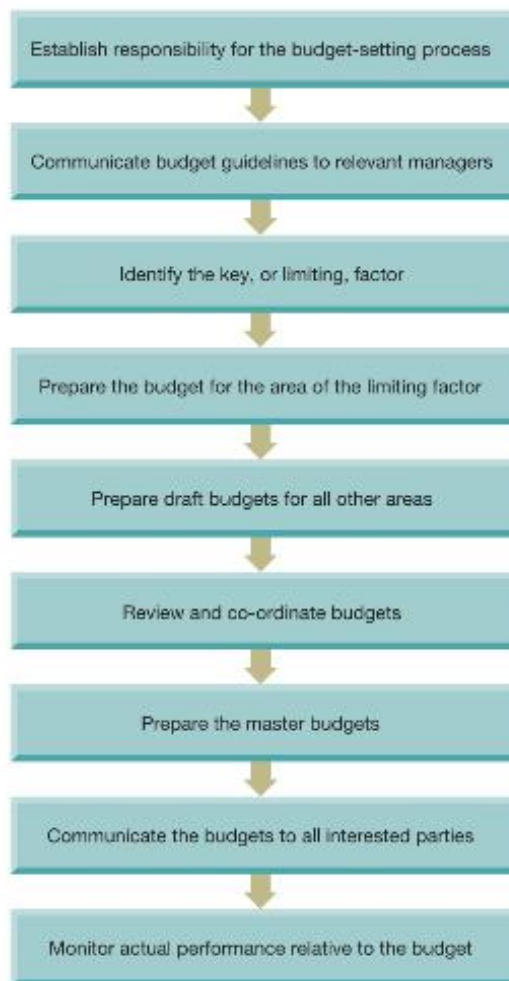 Establish responsibility for the budget-setting process
Communicate budget guidelines to relevant managers
Identify the key, or limiting, factor
Prepare the budget for the area of the limiting factor
Prepare draft budgets for all other areas
Review and co-ordinate budgets
Prepare the master budgets
Communicate the budgets to all interested parties
Monitor actual performance relative to the budget